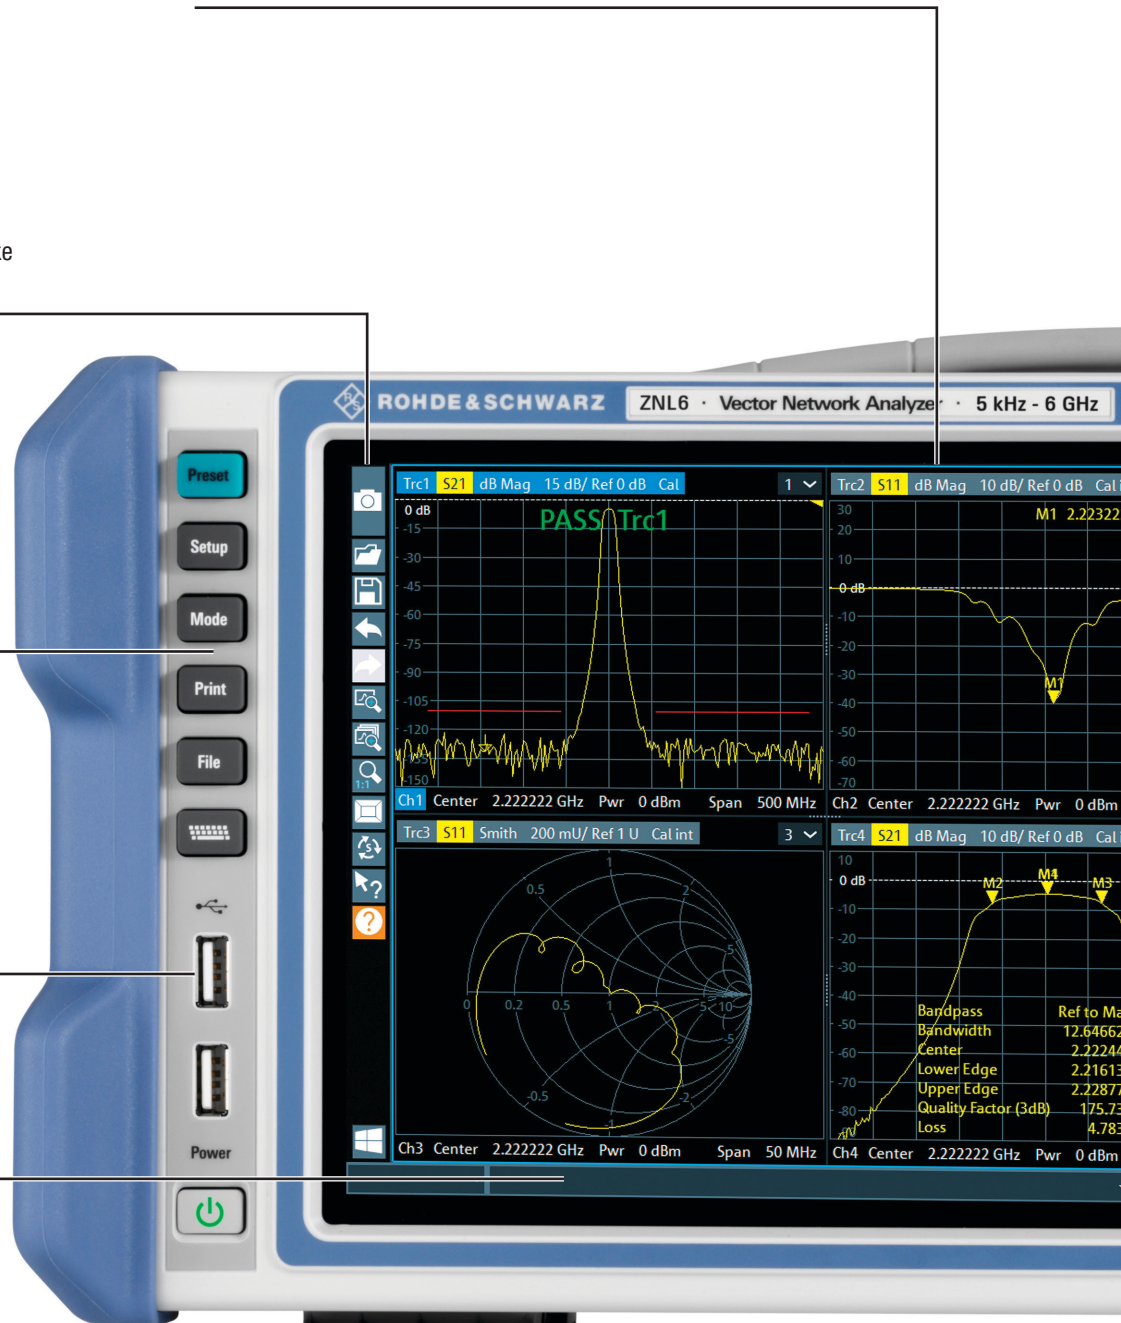 ROHDE & SCHWARZ
ZNL6 · Vector Network Analyzer · 5 kHz - 6 GHz
Preset
Setup
Mode
Print
File
Power
Trc1 S21 dB Mag 15 dB/ Ref 0 dB Cal 1
PASS Trc1
0 dB
-15
-30
-45
-60
-75
-90
-105
-120
-150
1:1
Ch1 Center 2.222222 GHz Pwr 0 dBm Span 500 MHz
Trc2 S11 dB Mag 10 dB/ Ref 0 dB
M1
30
20
10
0 dB
-10
-20
-30
-40
-50
-60
-70
M1
Ch2 Center 2.222222 GHz Pwr 0 dBm
Trc3 S11 Smith 200 mU/ Ref 1 U Cal int 3
1
0.5
2
5
0
0.2
0.5
1
2
5
10
-5
-0.5
-2
-1
Ch3 Center 2.222222 GHz Pwr 0 dBm Span 50 MHz
Trc4 S21 dB Mag 10 dB/ Ref 0 dB
10
0 dB
-10
-20
-30
-40
-50
-60
-70
-80
M2
M3
Bandpass Ref to
Bandwidth
Center
Lower Edge
Upper Edge
Quality Factor (3dB)
Loss
Ch4 Center 2.222222 GHz Pwr 0 dBm